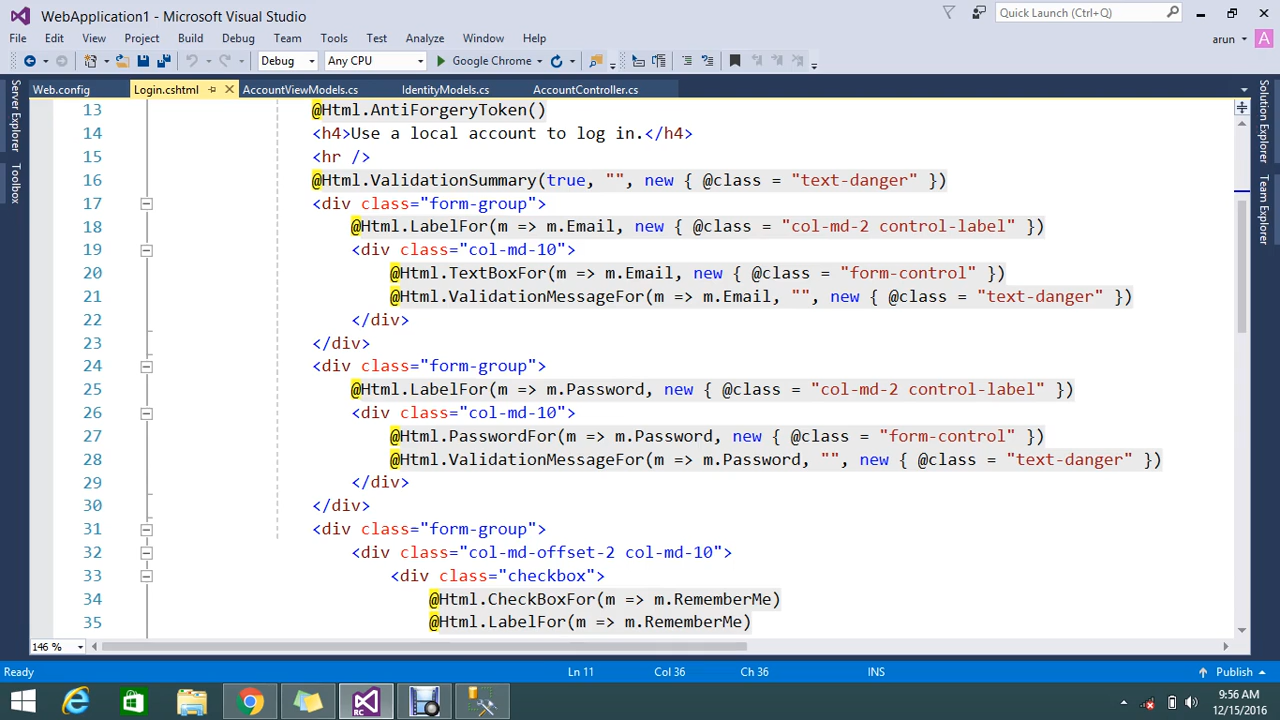 WebApplication1 - Microsoft Visual Studio
Quick Launch (Ctrl+Q)
File Edit View Project Build Debug Team Tools Test Analyze Window Help
arun A
Debug Any CPU Google Chrome
Web.config Login.cshtml AccountViewModels.cs IdentityModels.cs AccountController.cs
Server Explorer
Toolbox
Solution Explorer
Team Explorer
13 @Html.AntiForgeryToken()
14 <h4>Use a local account to log in.</h4>
15 <hr />
16 @Html.ValidationSummary(true, "", new { @class = "text-danger" })
17 <div class="form-group">
18 @Html.LabelFor(m => m.Email, new { @class = "col-md-2 control-label" })
19 <div class="col-md-10">
20 @Html.TextBoxFor(m => m.Email, new { @class = "form-control" })
21 @Html.ValidationMessageFor(m => m.Email, "", new { @class = "text-danger" })
22 </div>
23 </div>
24 <div class="form-group">
25 @Html.LabelFor(m => m.Password, new { @class = "col-md-2 control-label" })
26 <div class="col-md-10">
27 @Html.PasswordFor(m => m.Password, new { @class = "form-control" })
28 @Html.ValidationMessageFor(m => m.Password, "", new { @class = "text-danger" })
29 </div>
30 </div>
31 <div class="form-group">
32 <div class="col-md-offset-2 col-md-10">
33 <div class="checkbox">
34 @Html.CheckBoxFor(m => m.RememberMe)
35 @Html.LabelFor(m => m.RememberMe)
146 %
Ready Ln 11 Col 36 Ch 36 INS Publish
RC
9:56 AM
12/15/2016